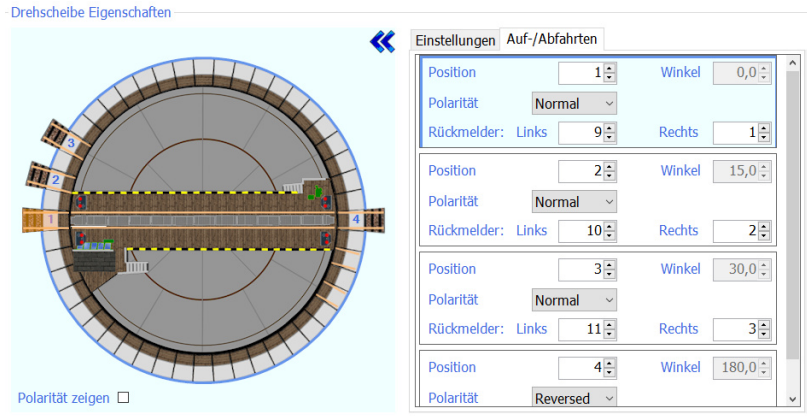 Drehscheibe Eigenschaften
3
2
1
4
Polarität zeigen
Einstellungen Auf-/Abfahrten
Position 1 Winkel 0,0
Polarität Normal
Rückmelder: Links 9 Rechts 1
Position 2 Winkel 15,0
Polarität Normal
Rückmelder: Links 10 Rechts 2
Position 3 Winkel 30,0
Polarität Normal
Rückmelder: Links 11 Rechts 3
Position 4 Winkel 180,0
Polarität Reversed